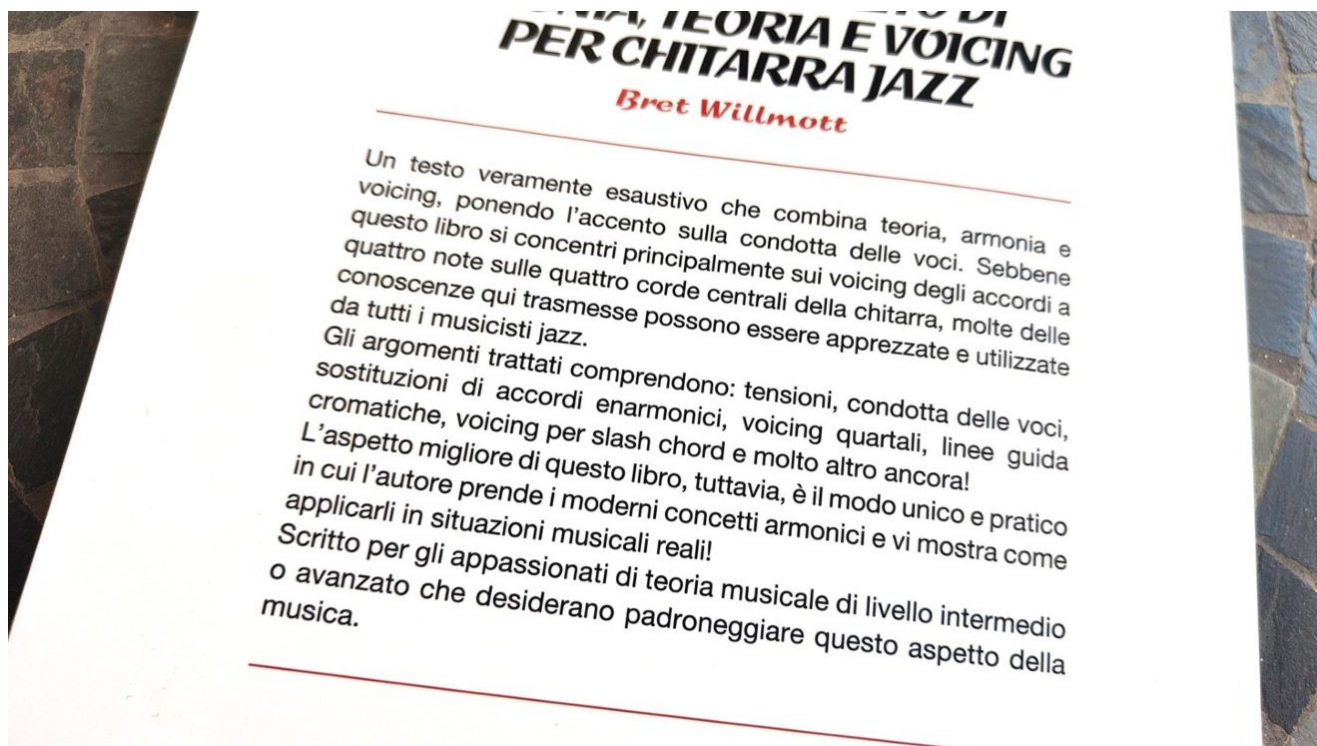 TEORIA E VOICING
PER CHITARRA JAZZ
Bret Willmott
Un testo veramente esaustivo che combina teoria, armonia e
voicing, ponendo l'accento sulla condotta delle voci. Sebbene
questo libro si concentri principalmente sui voicing degli accordi a
quattro note sulle quattro corde centrali della chitarra, molte delle
conoscenze qui trasmesse possono essere apprezzate e utilizzate
da tutti i musicisti jazz.
Gli argomenti trattati comprendono: tensioni, condotta delle voci,
sostituzioni di accordi enarmonici, voicing quartali, linee guida
cromatiche, voicing per slash chord e molto altro ancora!
L'aspetto migliore di questo libro, tuttavia, è il modo unico e pratico
in cui l'autore prende i moderni concetti armonici e vi mostra come
applicarli in situazioni musicali reali!
Scritto per gli appassionati di teoria musicale di livello intermedio
o avanzato che desiderano padroneggiare questo aspetto della
musica.